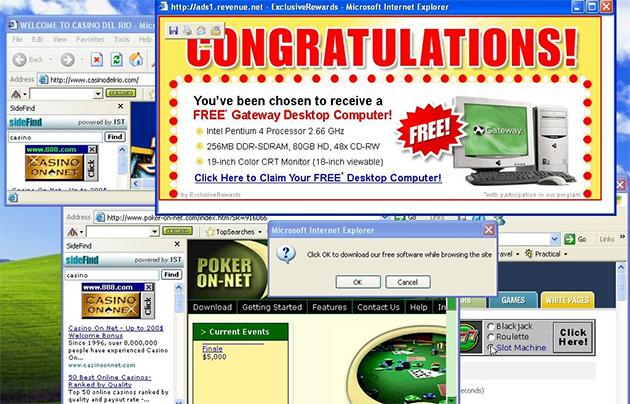 WELCOME TO CASINO DEL RIO - Mic
Favorites Tools Help
Back
Address http://www.casinodelrio.com/
sideFind powered by IST
casino Find
www.888.com
CASINO
ON-NET
Click
Casino On Net - Up to 200$
http://ads1.revenue.net - ExclusiveRewards - Microsoft Internet Explorer
CONGRATULATIONS!
You've been chosen to receive a
FREE* Gateway Desktop Computer!
Intel Pentium 4 Processor 2.66 GHz
256MB DDR-SDRAM, 80GB HD, 48x CD-RW
19-inch Color CRT Monitor (18-inch viewable)
Click Here to Claim Your FREE* Desktop Computer!
FREE!
Gateway
by ExclusiveRewards
*with participation in our program
Address http://www.poker-on-net.com/index.htm?SR=916066
Go Links
TopSearches
Travel Practical
sideFind powered by IST
casino Find
www.888.com
CASINO
ON-NET
Click
Casino On Net - Up to 200$
Welcome Bonus
Since 1996, over 8,000,000
people have experienced Casino
On...
www.casinoonnet.com
50 Best Online Casinos-
Ranked by Quality
Top 50 online casinos ranked by
quality and payout rate -...
POKER
ON-NET
Download Getting Started Features Contact Us Help In
> Current Events
Finale
$5,000
Microsoft Internet Explorer
Click OK to download our free software while browsing the site
OK Cancel
Go Links
GAMES WHITE PAGES
Blackjack
Roulette
Slot Machine
Click
Here!
seconds)